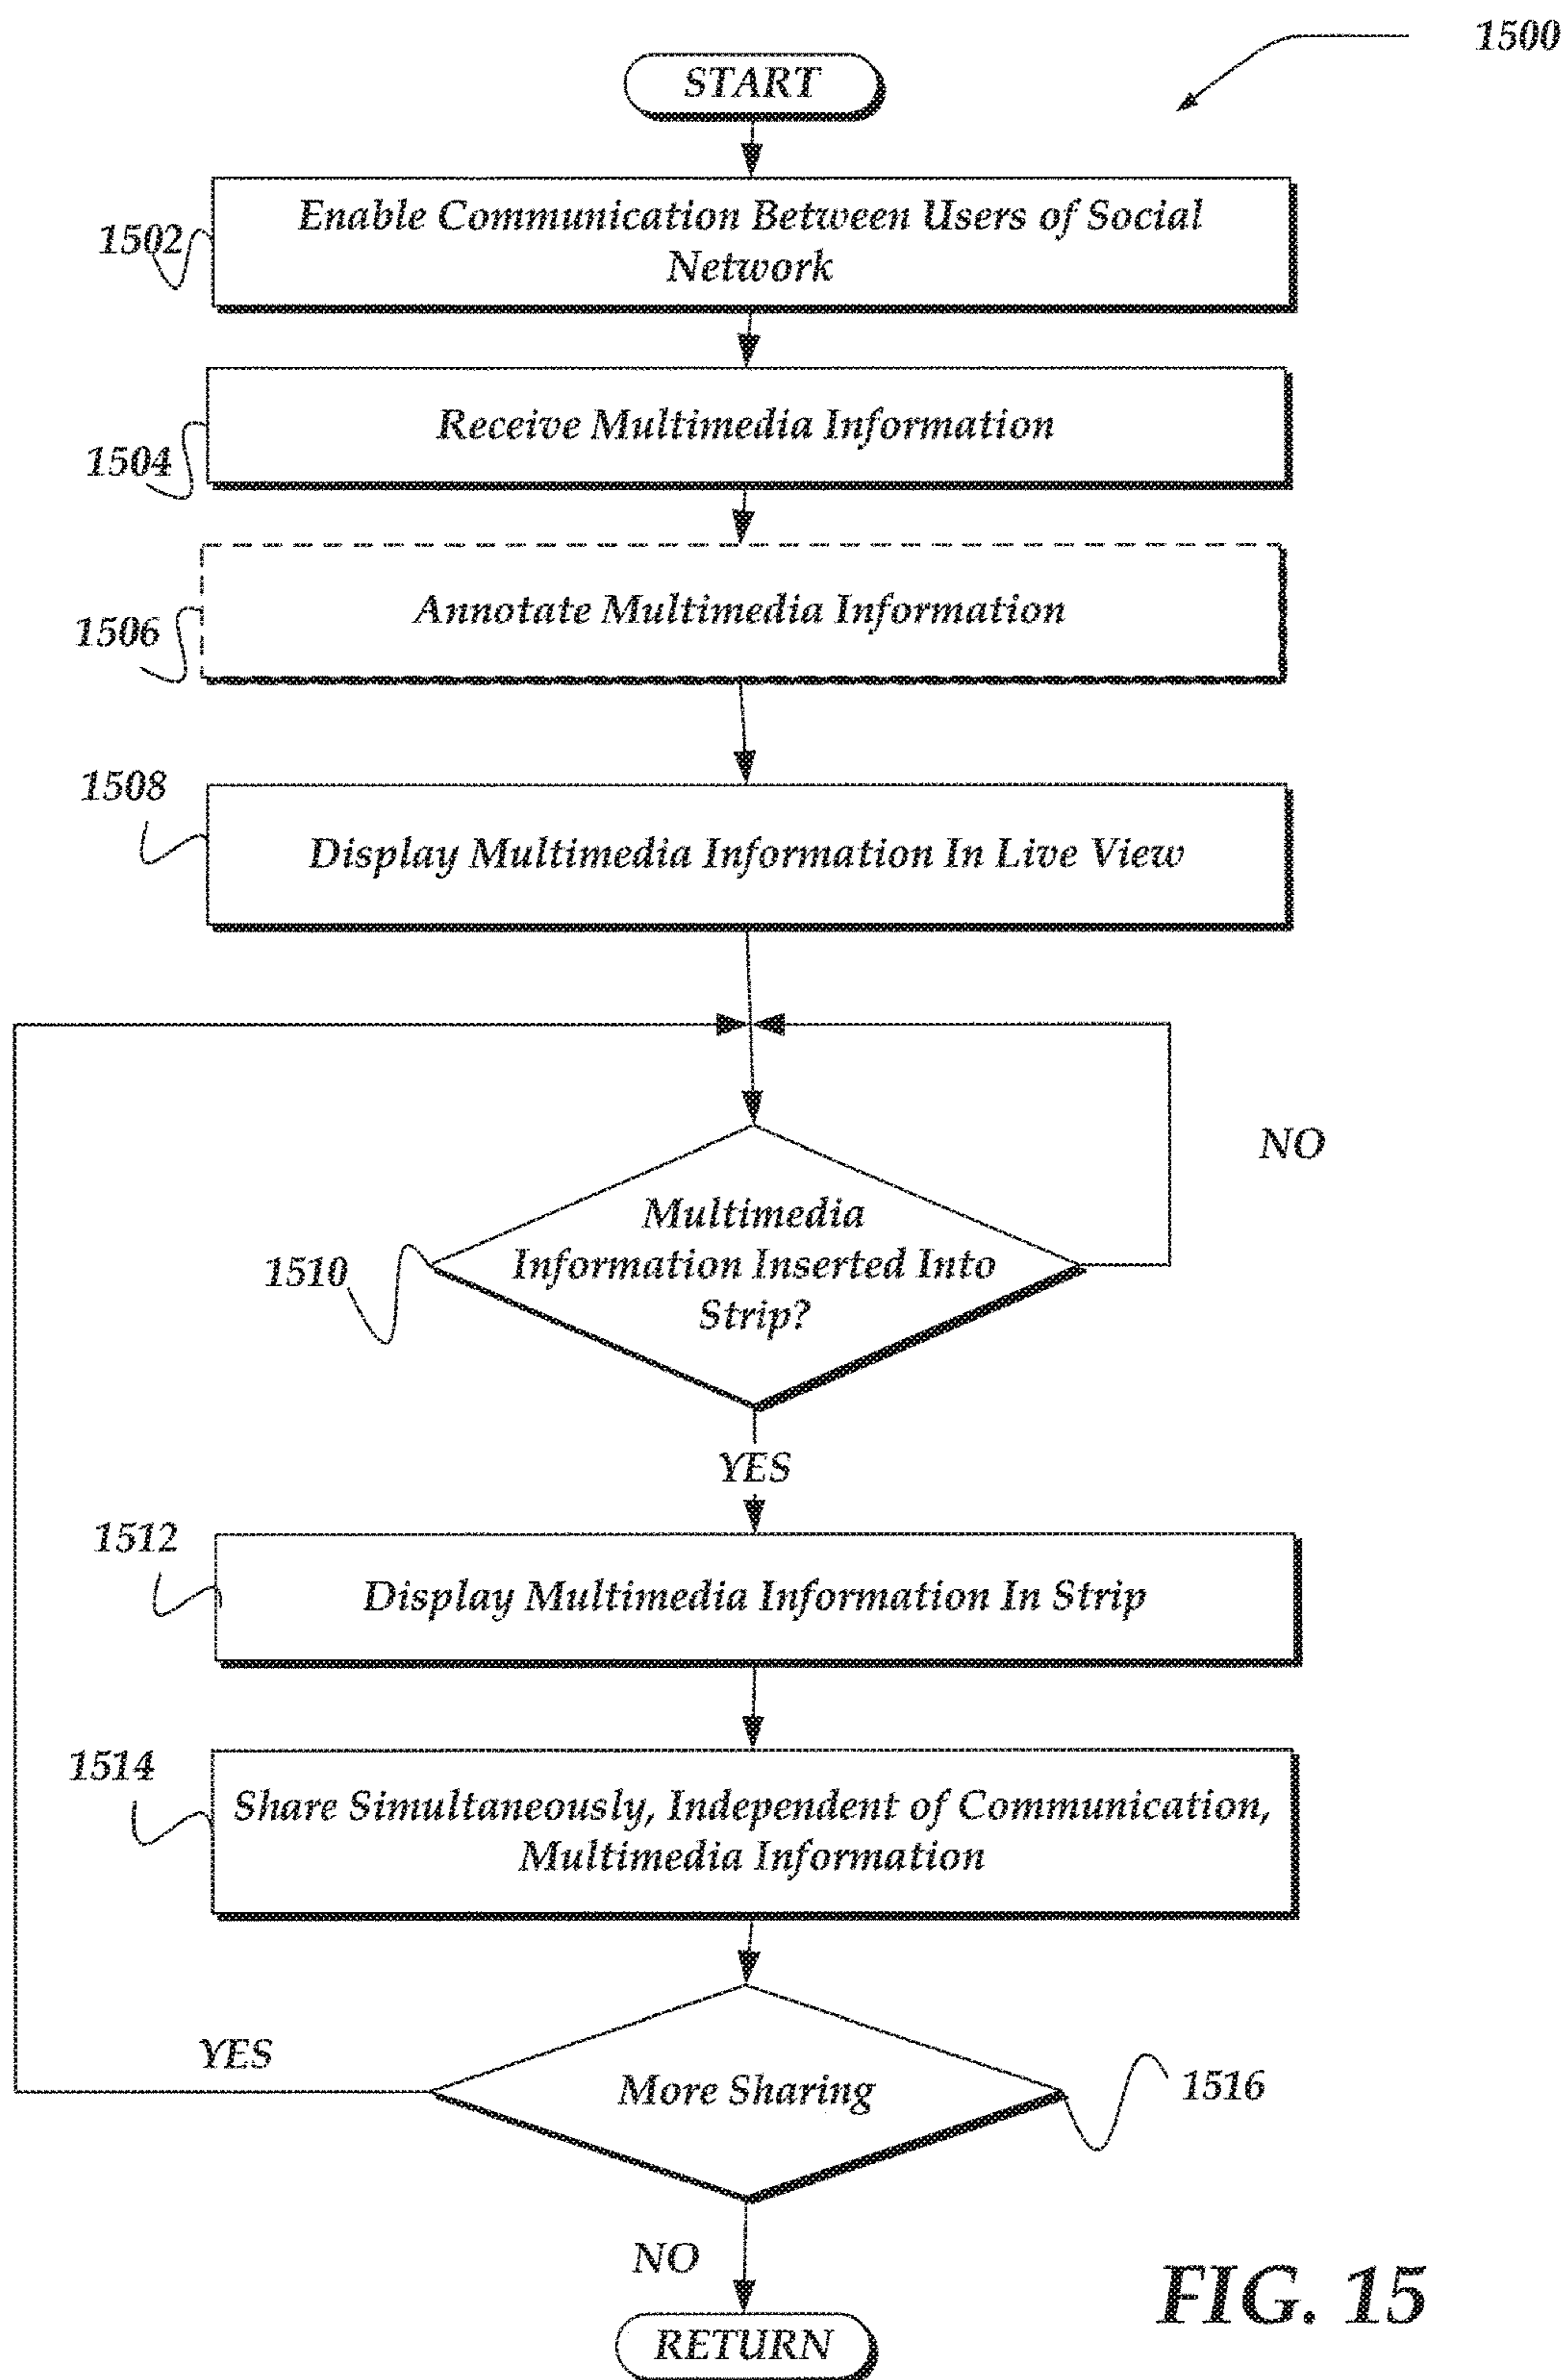 1500
START
1502
Enable Communication Between Users of Social
Network
1504
Receive Multimedia Information
1506
Annotate Multimedia Information
1508
Display Multimedia Information In Live View
NO
1510
Multimedia
Information Inserted Into
Strip?
YES
1512
Display Multimedia Information In Strip
1514
Share Simultaneously, Independent of Communication,
Multimedia Information
YES
More Sharing
1516
NO
RETURN
FIG. 15